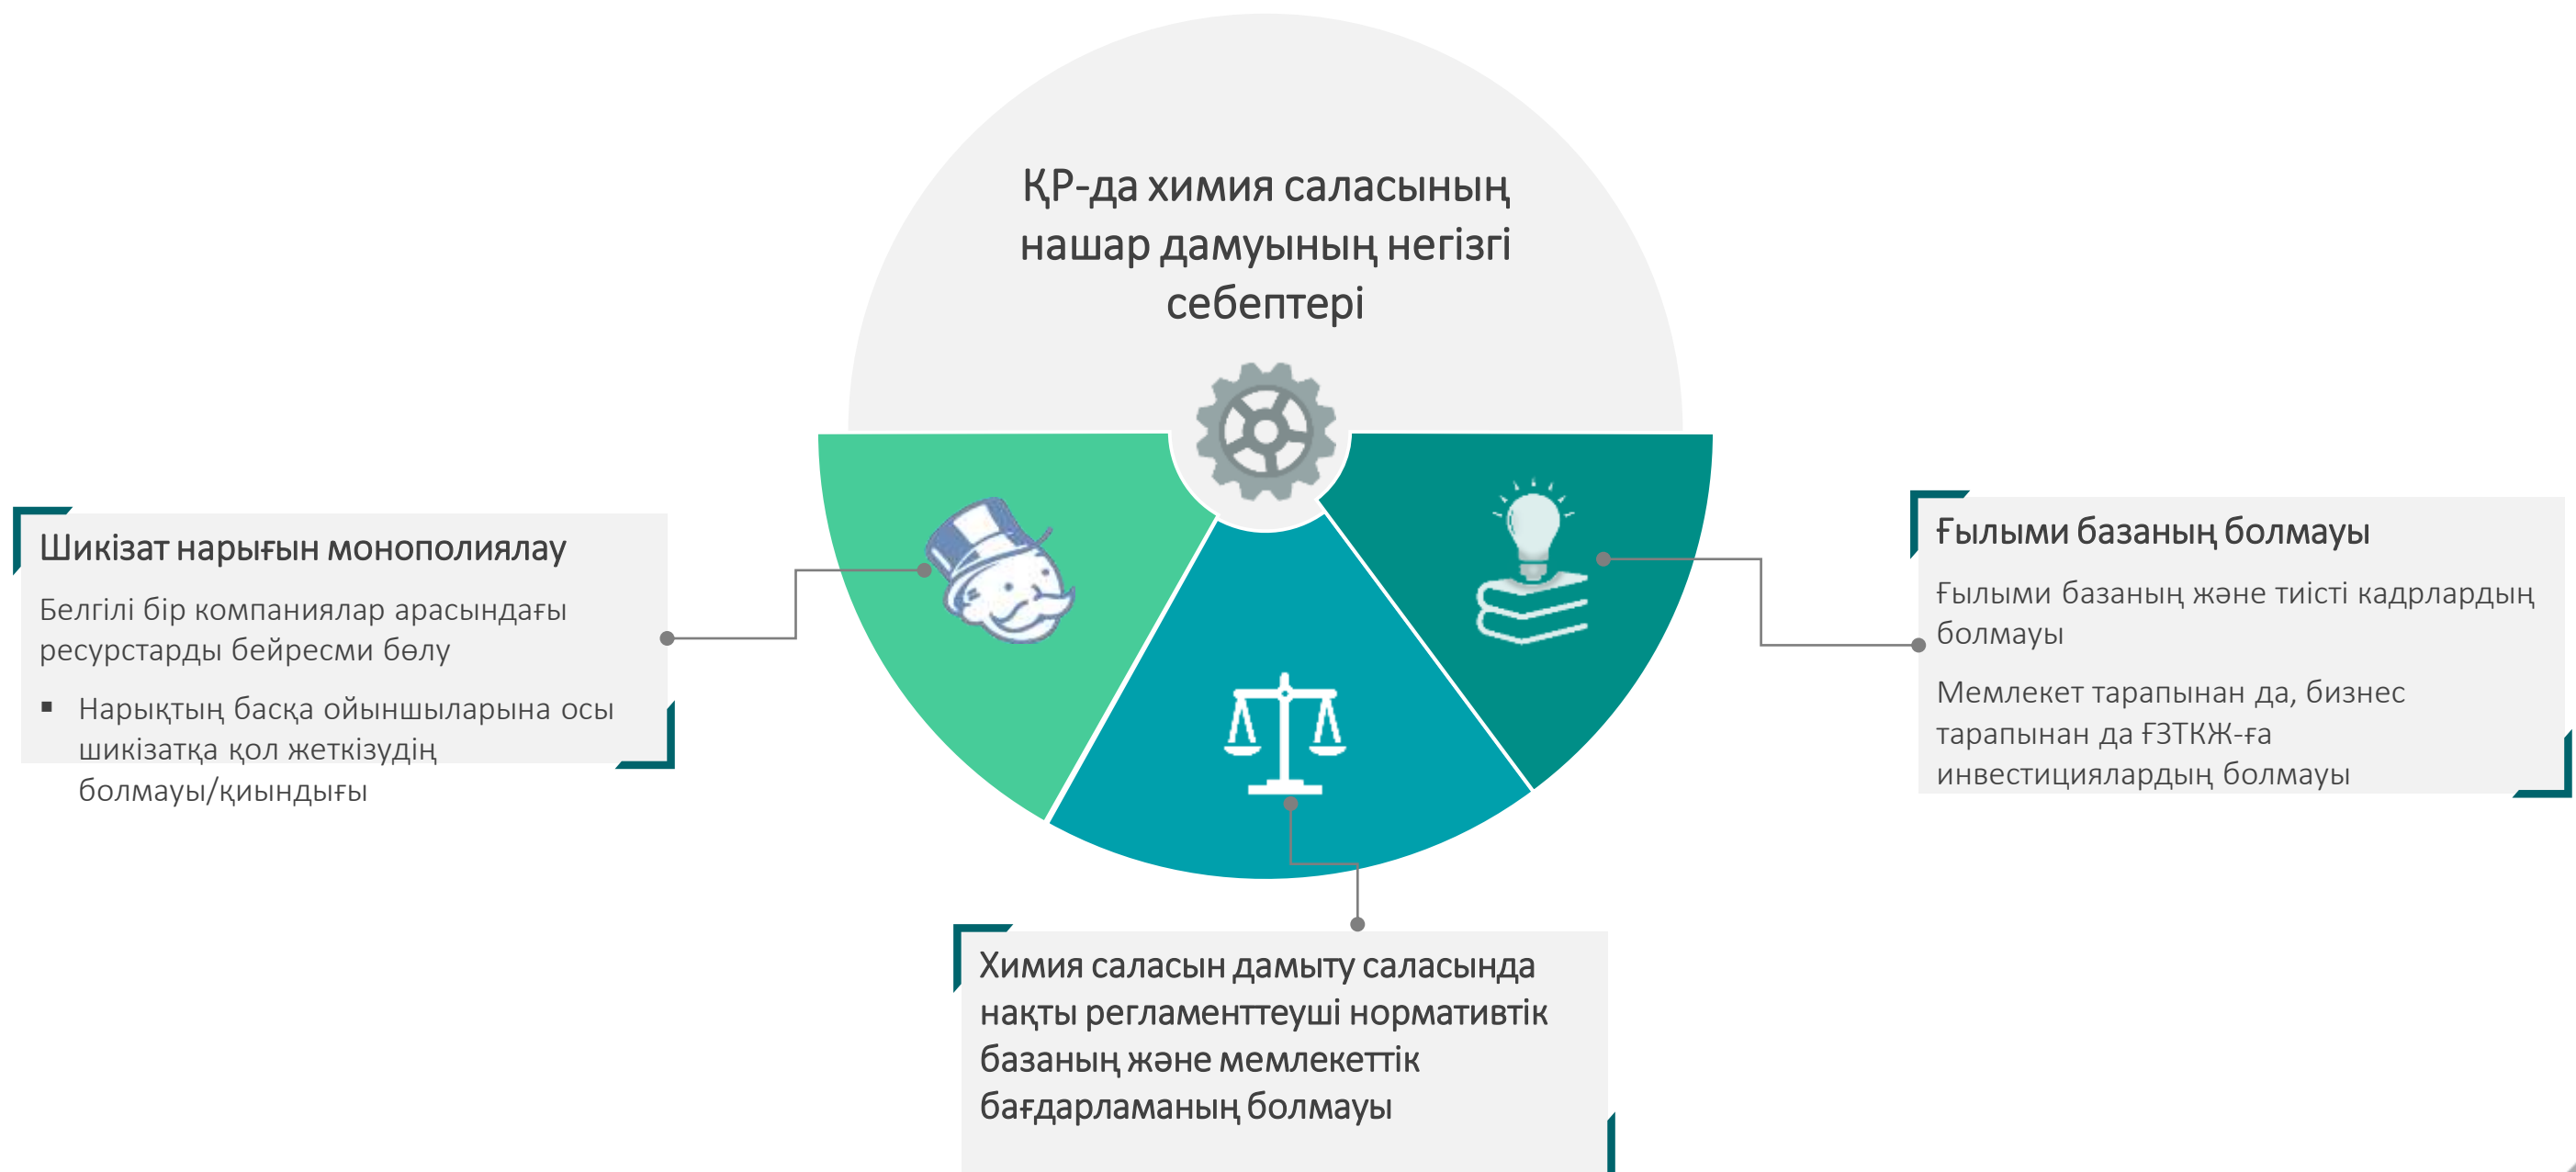 ҚР-да химия саласының
нашар дамуының негізгі
себептері
Шикізат нарығын монополиялау
Белгілі бір компаниялар арасындағы
ресурстарды бейресми бөлу
▪ Нарықтың басқа ойыншыларына осы
шикізатқа қол жеткізудің
болмауы/қиындығы
Ғылыми базаның болмауы
Ғылыми базаның және тиісті кадрлардың
болмауы
Мемлекет тарапынан да, бизнес
тарапынан да ҒЗТКЖ-ға
инвестициялардың болмауы
Химия саласын дамыту саласында
нақты регламенттеуші нормативтік
базаның және мемлекеттік
бағдарламаның болмауы